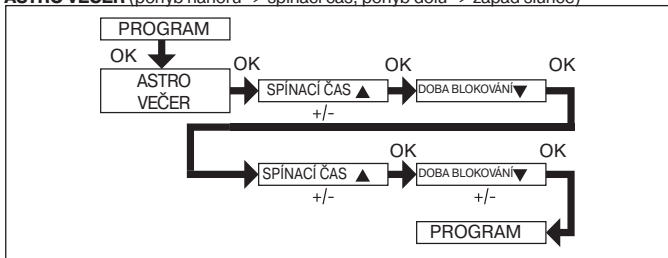 ASTRO VEČER (pohyb nahoru -> spínací čas, pohyb dolů -> západ slunce)
PROGRAM
OK
ASTRO
VEČER
OK
SPÍNACÍ ČAS ▲
+/-
OK
DOBA BLOKOVÁNÍ▼
OK
SPÍNACÍ ČAS ▲
+/-
OK
DOBA BLOKOVÁNÍ▼
+/-
OK
PROGRAM